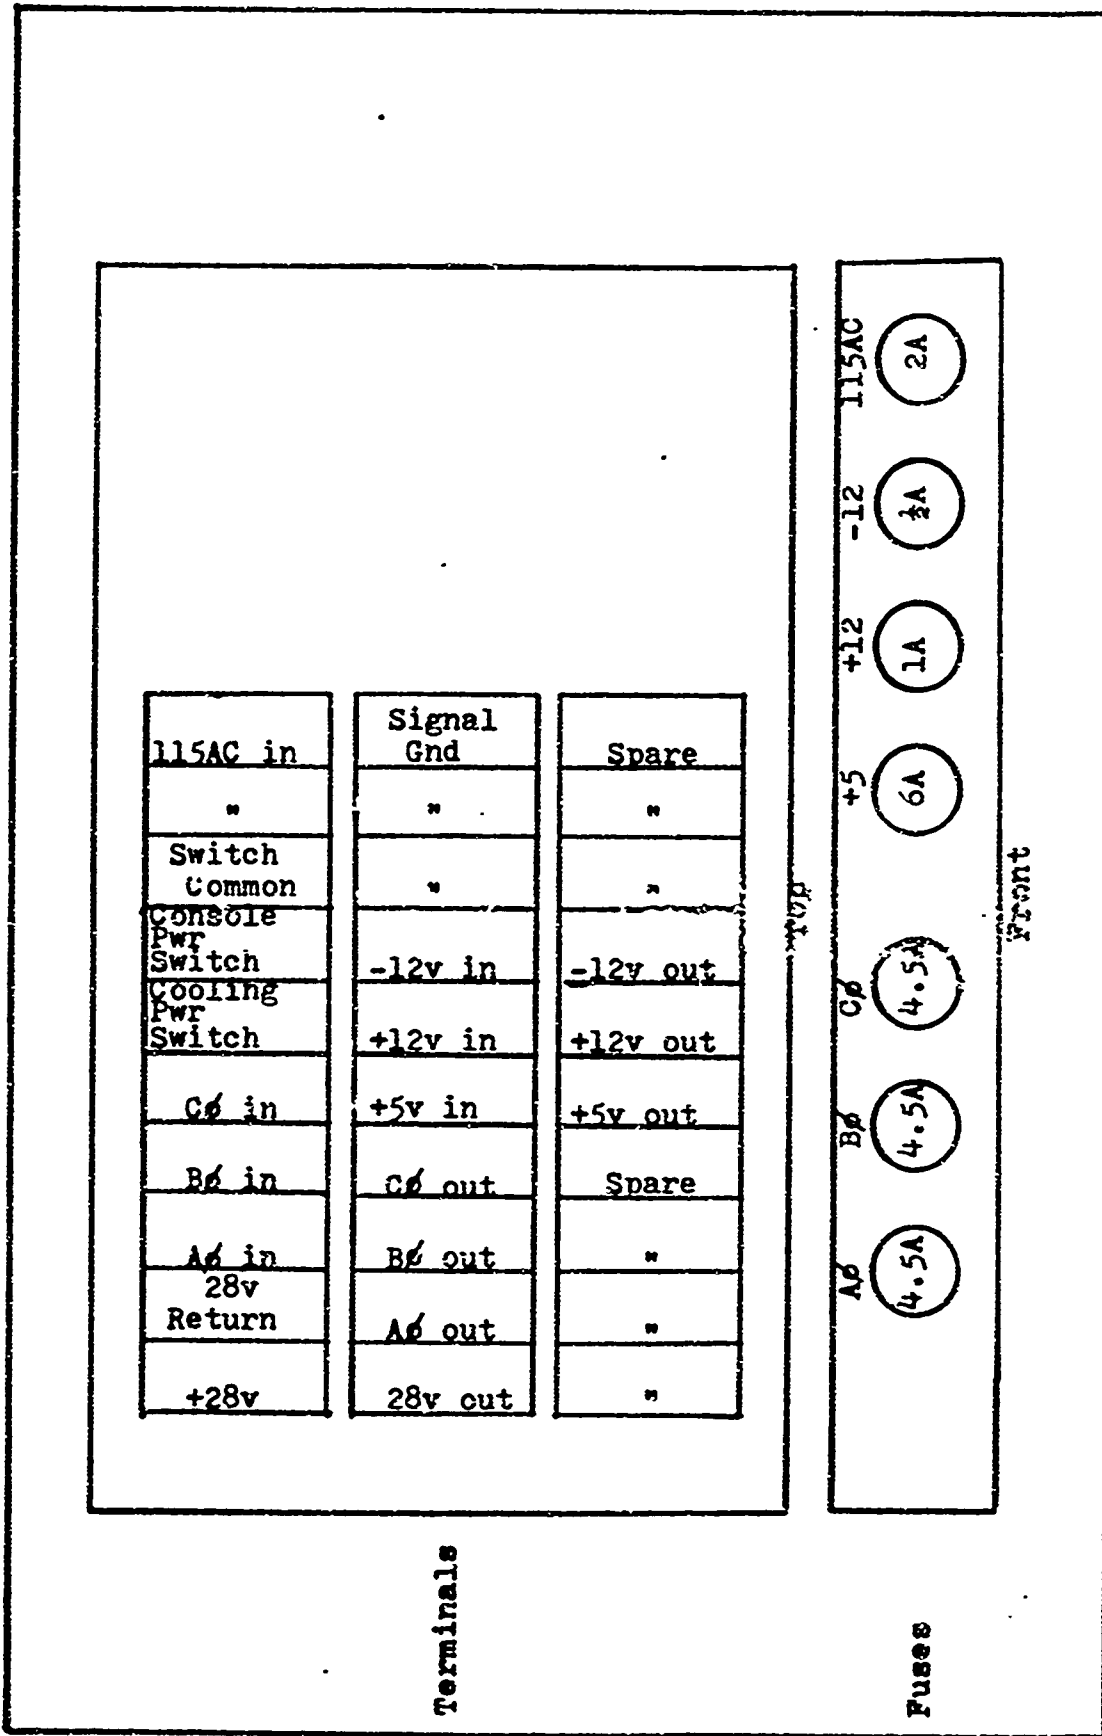 115AC in
"
Switch
Common
Console
Pwr
Switch
Cooling
Pwr
Switch
CØ in
BØ in
AØ in
28v
Return
+28v
Signal
Gnd
"
"
-12v in
+12v in
+5v in
CØ out
BØ out
AØ out
28v out
Spare
"
"
-12v out
+12v out
+5v out
Spare
"
"
"
Top
115AC
2A
-12
½A
+12
1A
+5
6A
CØ
4.5A
BØ
4.5A
AØ
4.5A
Front
Terminals
Fuses